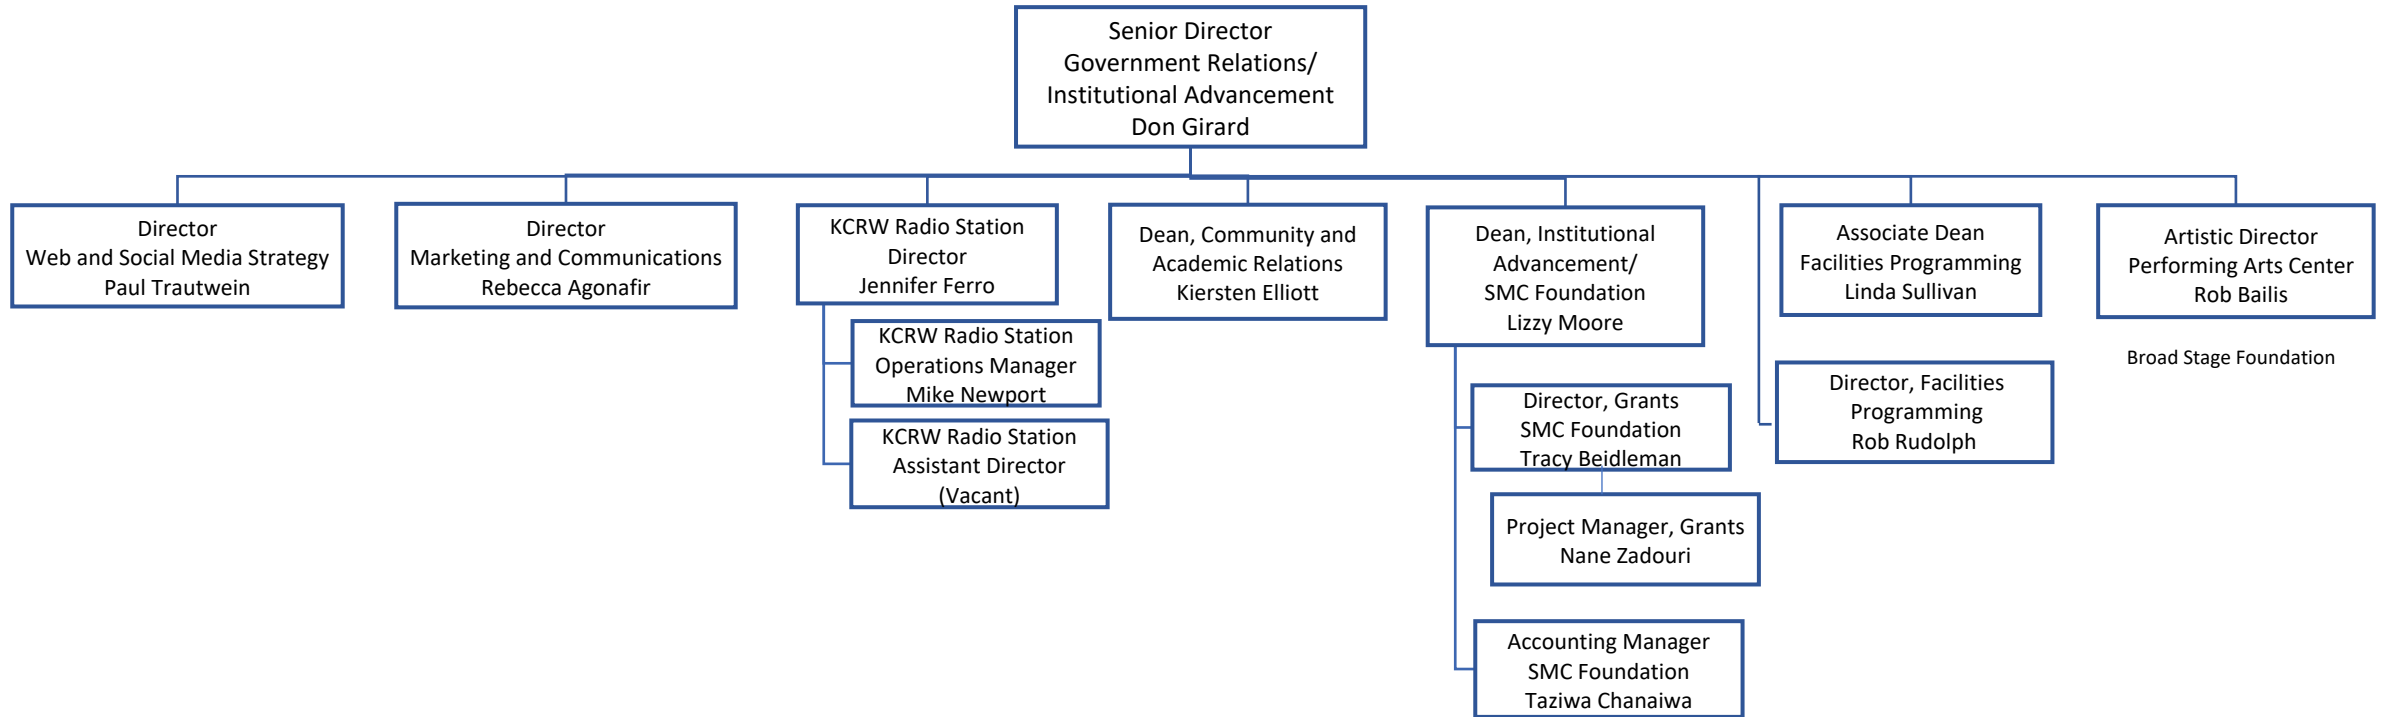 Senior Director
Government Relations/
Institutional Advancement
Don Girard
Director
Web and Social Media Strategy
Paul Trautwein
Director
Marketing and Communications
Rebecca Agonafir
KCRW Radio Station
Director
Jennifer Ferro
KCRW Radio Station
Operations Manager
Mike Newport
KCRW Radio Station
Assistant Director
(Vacant)
Dean, Community and
Academic Relations
Kiersten Elliott
Dean, Institutional
Advancement/
SMC Foundation
Lizzy Moore
Director, Grants
SMC Foundation
Tracy Beidleman
Project Manager, Grants
Nane Zadouri
Accounting Manager
SMC Foundation
Taziwa Chanaiwa
Associate Dean
Facilities Programming
Linda Sullivan
Director, Facilities
Programming
Rob Rudolph
Artistic Director
Performing Arts Center
Rob Bailis
Broad Stage Foundation